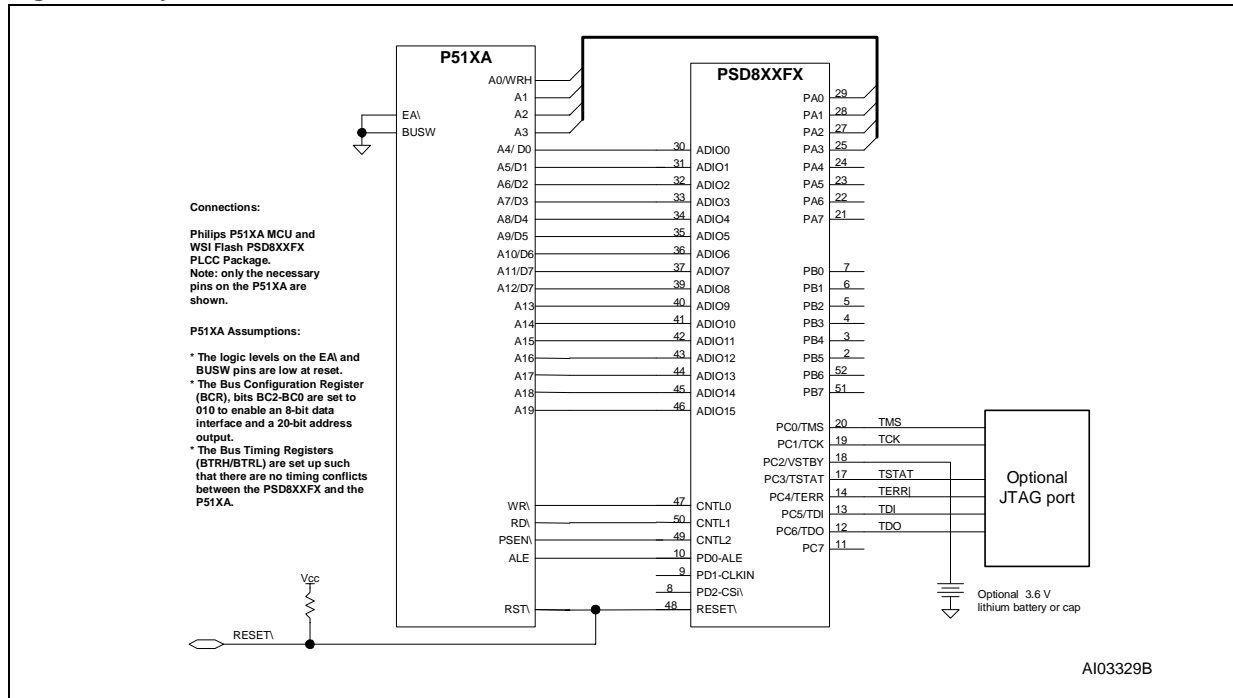 P51XA
A0/WRH
A1
A2
A3
A4/ D0
A5/D1
A6/D2
A7/D3
A8/D4
A9/D5
A10/D6
A11/D7
A12/D7
A13
A14
A15
A16
A17
A18
A19
WR\
RD\
PSEN\
ALE
RST\
EA\
BUSW
PSD8XXFX
30 ADIO0
31 ADIO1
32 ADIO2
33 ADIO3
34 ADIO4
35 ADIO5
36 ADIO6
37 ADIO7
39 ADIO8
40 ADIO9
41 ADIO10
42 ADIO11
43 ADIO12
44 ADIO13
45 ADIO14
46 ADIO15
47 CNTL0
50 CNTL1
49 CNTL2
10 PD0-ALE
9 PD1-CLKIN
8 PD2-CSi\
48 RESET\
PA0 29
PA1 28
PA2 27
PA3 25
PA4 24
PA5 23
PA6 22
PA7 21
PB0 7
PB1 6
PB2 5
PB3 4
PB4 3
PB5 2
PB6 52
PB7 51
PC0/TMS 20 TMS
PC1/TCK 19 TCK
PC2/VSTBY 18
PC3/TSTAT 17 TSTAT
PC4/TERR 14 TERR|
PC5/TDI 13 TDI
PC6/TDO 12 TDO
PC7 11
Optional
JTAG port
Optional 3.6 V
lithium battery or cap
Connections:
Philips P51XA MCU and
WSI Flash PSD8XXFX
PLCC Package.
Note: only the necessary
pins on the P51XA are
shown.
P51XA Assumptions:
* The logic levels on the EA\ and
BUSW pins are low at reset.
* The Bus Configuration Register
(BCR), bits BC2-BC0 are set to
010 to enable an 8-bit data
interface and a 20-bit address
output.
* The Bus Timing Registers
(BTRH/BTRL) are set up such
that there are no timing conflicts
between the PSD8XXFX and the
P51XA.
Vcc
RESET\
AI03329B